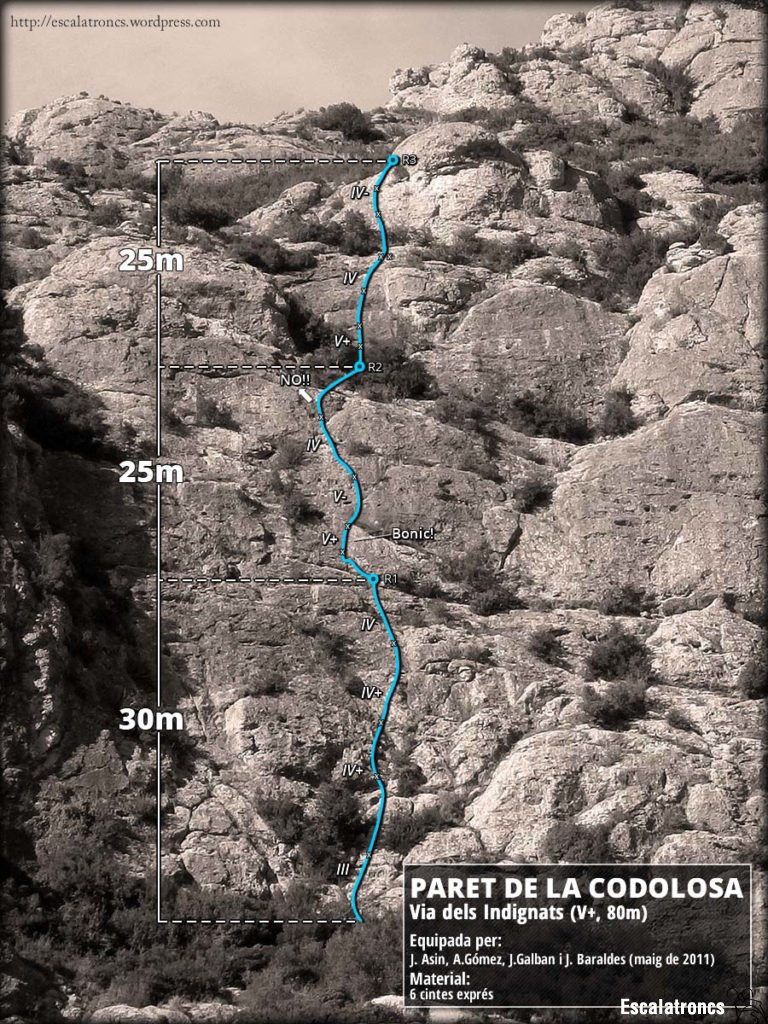 http://escalatroncs.wordpress.com
R3
IV-
25m
IV
V+
R2
NO!!
IV
25m
V-
V+
Bonic!
R1
IV
IV+
30m
IV+
III
PARET DE LA CODOLOSA
Via dels Indignats (V+, 80m)
Equipada per:
J. Asin, A.Gómez, J.Galban i J. Baraldes (maig de 2011)
Material:
6 cintes exprés
Escalatroncs